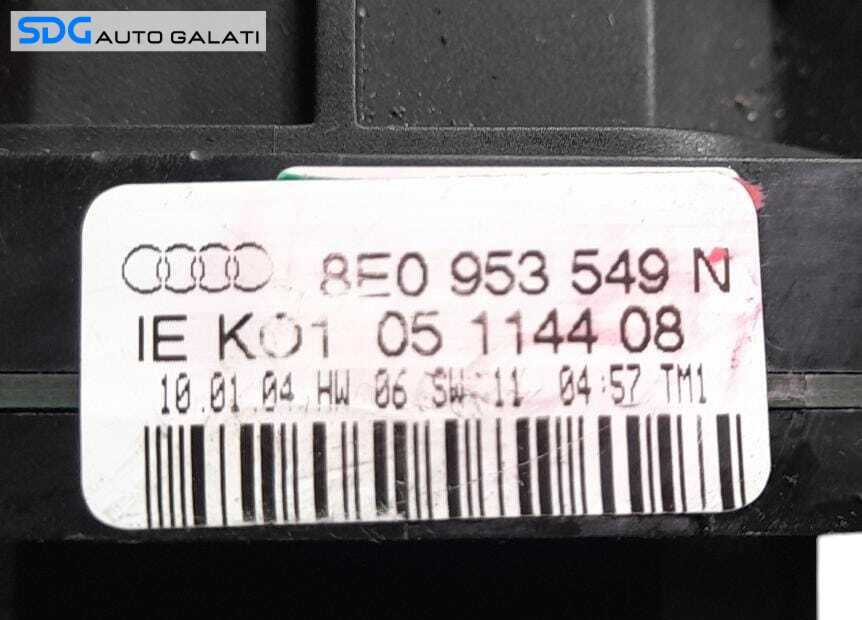 SDG AUTO GALATI
8E0 953 549 N
IE K01 05 1144 08
10.01.04 HW 06 SW 11 04:57 TM1